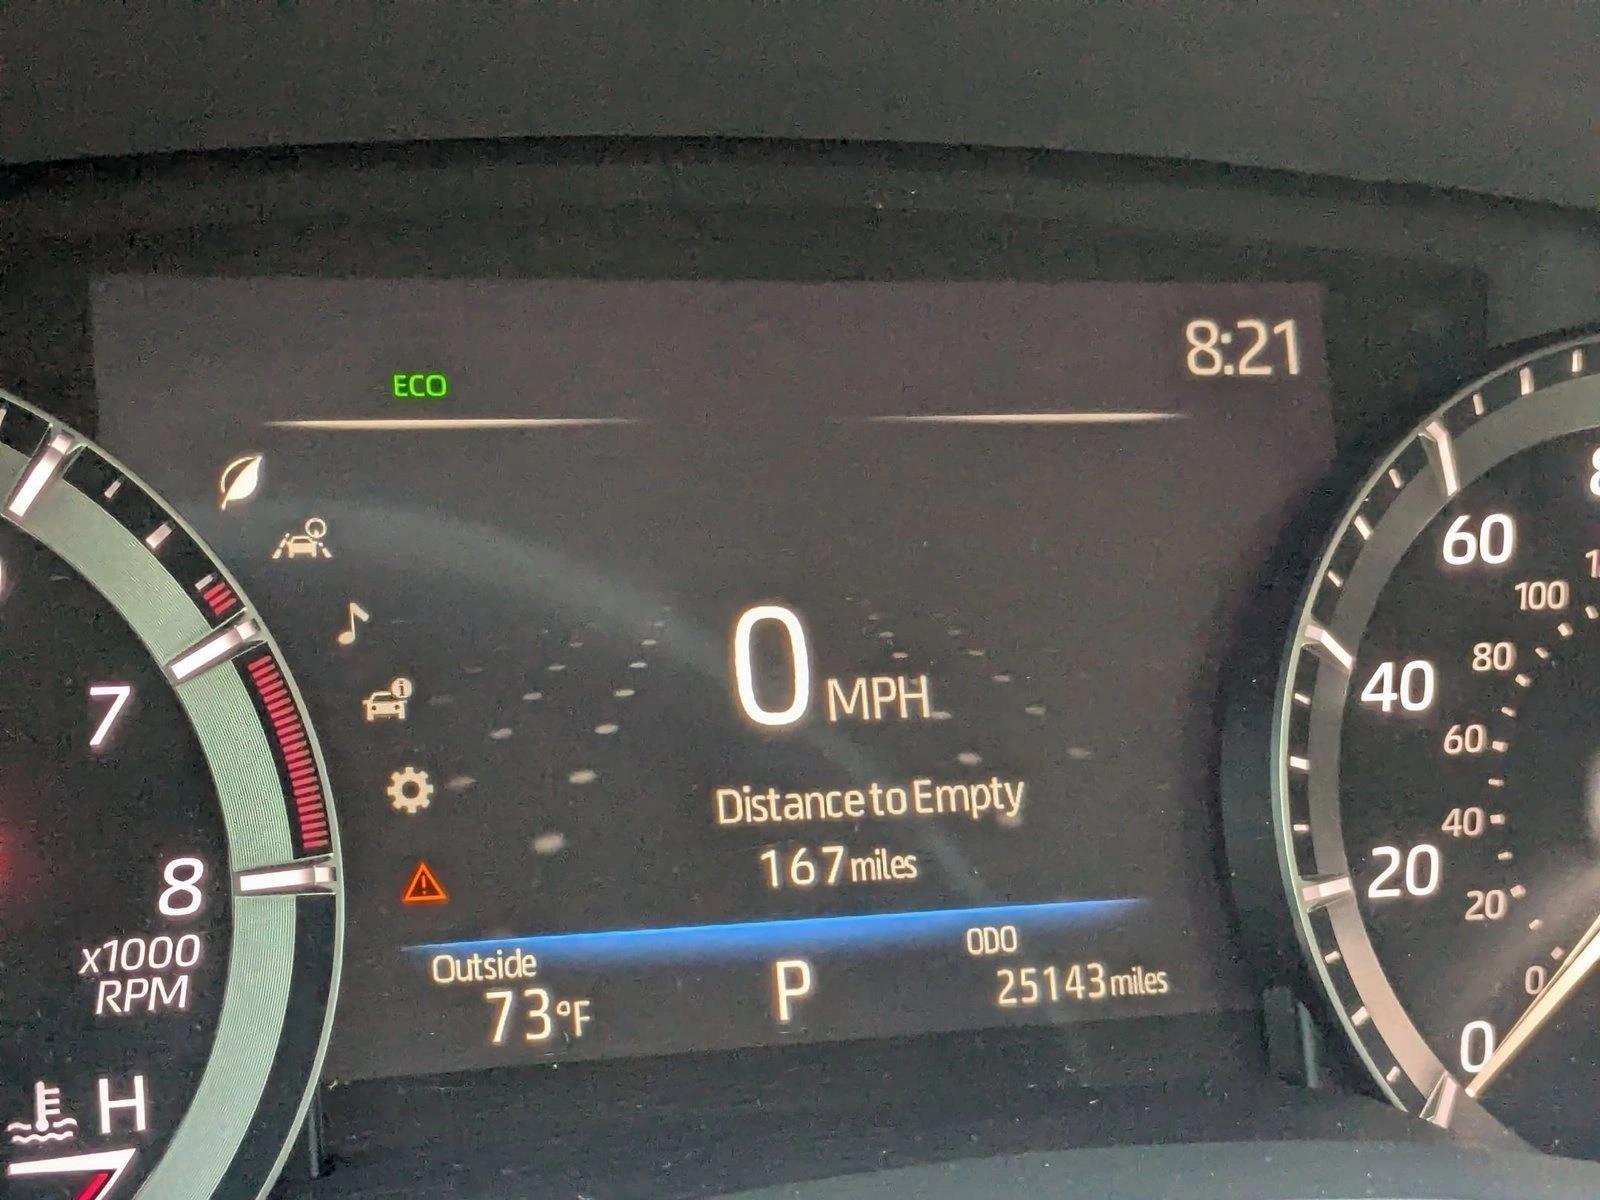 8:21
ECO
0 MPH
Distance to Empty
167 miles
Outside
73°F
P
ODO
25143 miles
7
8
x1000
RPM
H
60
40
20
0
100
80
60
40
20
0